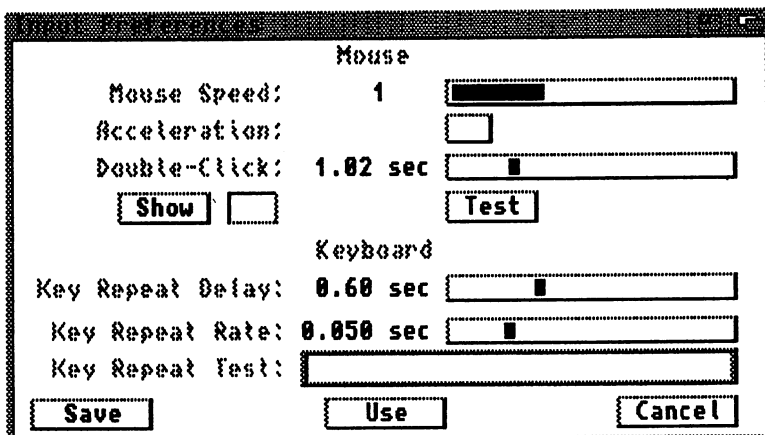 Input Preferences
Mouse
Mouse Speed: 1
Acceleration:
Double-Click: 1.02 sec
Show Test
Keyboard
Key Repeat Delay: 0.60 sec
Key Repeat Rate: 0.050 sec
Key Repeat Test:
Save Use Cancel